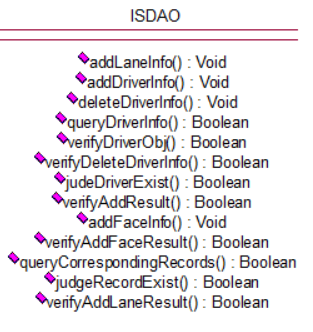 ISDAO
addLaneInfo() : Void
addDriverInfo() : Void
deleteDriverInfo() : Void
queryDriverInfo() : Boolean
verifyDriverObj() : Boolean
verifyDeleteDriverInfo() : Boolean
judeDriverExist() : Boolean
verifyAddResult() : Boolean
addFaceInfo() : Void
verifyAddFaceResult() : Boolean
queryCorrespondingRecords() : Boolean
judgeRecordExist() : Boolean
verifyAddLaneResult() : Boolean